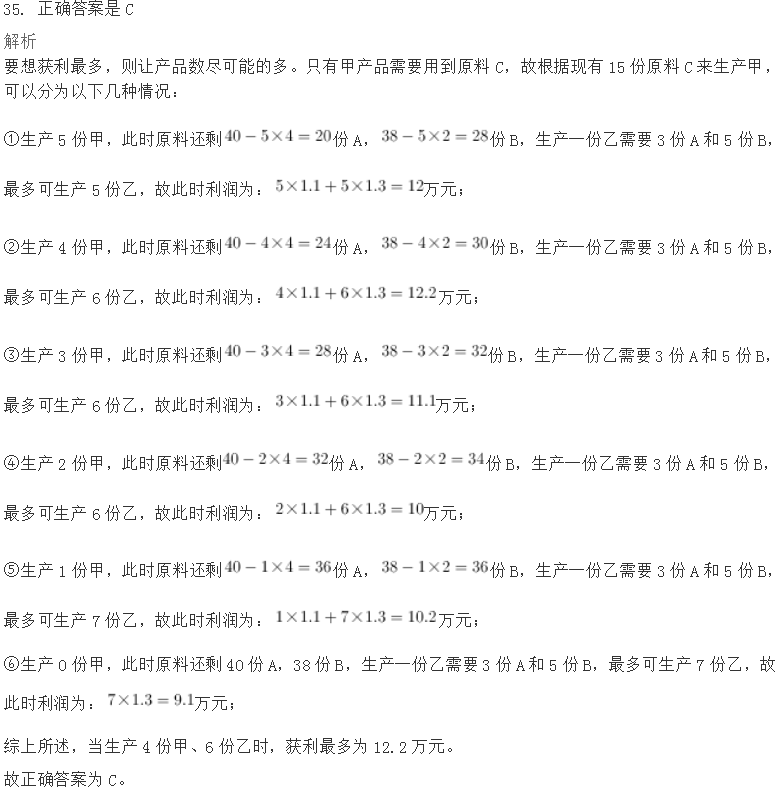 35. 正确答案是 C
解析
要想获利最多，则让产品数尽可能的多。只有甲产品需要用到原料 C，故根据现有 15 份原料 C 来生产甲，
可以分为以下几种情况：
①生产 5 份甲，此时原料还剩 40 − 5×4 = 20 份 A，38 − 5×2 = 28 份 B，生产一份乙需要 3 份 A 和 5 份 B，
最多可生产 5 份乙，故此时利润为： 5×1.1 + 5×1.3 = 12 万元；
②生产 4 份甲，此时原料还剩 40 − 4×4 = 24 份 A，38 − 4×2 = 30 份 B，生产一份乙需要 3 份 A 和 5 份 B，
最多可生产 6 份乙，故此时利润为： 4×1.1 + 6×1.3 = 12.2 万元；
③生产 3 份甲，此时原料还剩 40 − 3×4 = 28 份 A，38 − 3×2 = 32 份 B，生产一份乙需要 3 份 A 和 5 份 B，
最多可生产 6 份乙，故此时利润为： 3×1.1 + 6×1.3 = 11.1 万元；
④生产 2 份甲，此时原料还剩 40 − 2×4 = 32 份 A，38 − 2×2 = 34 份 B，生产一份乙需要 3 份 A 和 5 份 B，
最多可生产 6 份乙，故此时利润为： 2×1.1 + 6×1.3 = 10 万元；
⑤生产 1 份甲，此时原料还剩 40 − 1×4 = 36 份 A，38 − 1×2 = 36 份 B，生产一份乙需要 3 份 A 和 5 份 B，
最多可生产 7 份乙，故此时利润为： 1×1.1 + 7×1.3 = 10.2 万元；
⑥生产 0 份甲，此时原料还剩 40 份 A，38 份 B，生产一份乙需要 3 份 A 和 5 份 B，最多可生产 7 份乙，故
此时利润为： 7×1.3 = 9.1 万元；
综上所述，当生产 4 份甲、6 份乙时，获利最多为 12.2 万元。
故正确答案为 C。